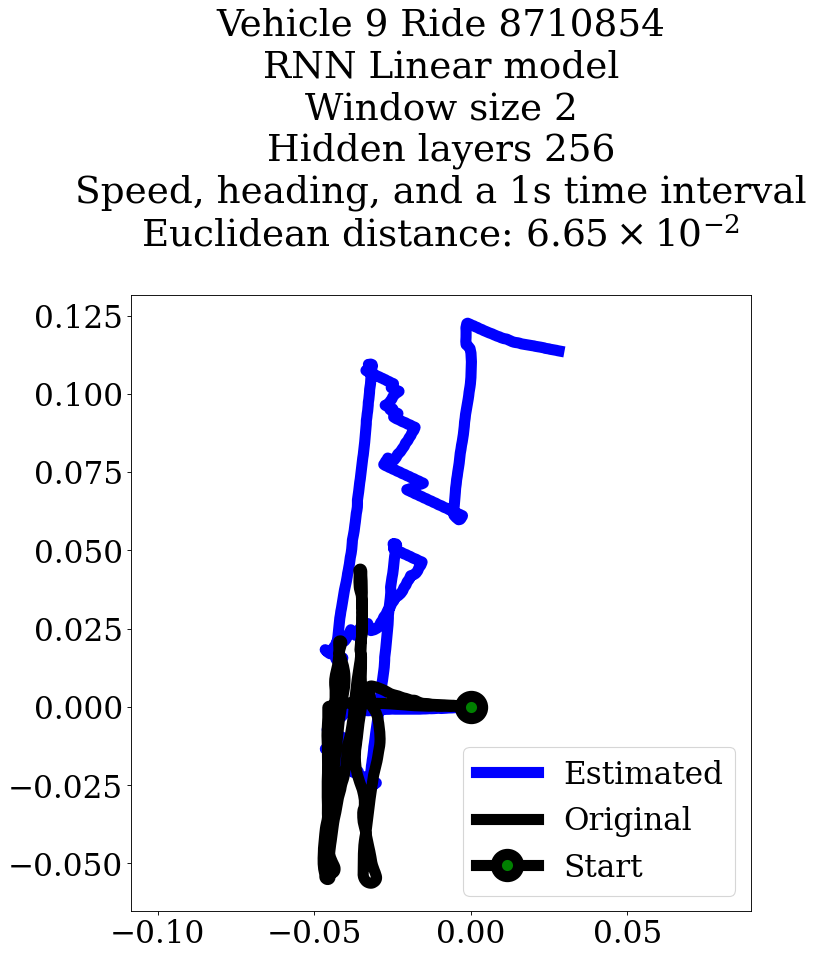 Vehicle 9 Ride 8710854
RNN Linear model
Window size 2
Hidden layers 256
Speed, heading, and a 1s time interval
Euclidean distance: 6.65 × 10⁻²
0.125
0.100
0.075
0.050
0.025
0.000
−0.025
−0.050
−0.10
−0.05
0.00
0.05
Estimated
Original
Start